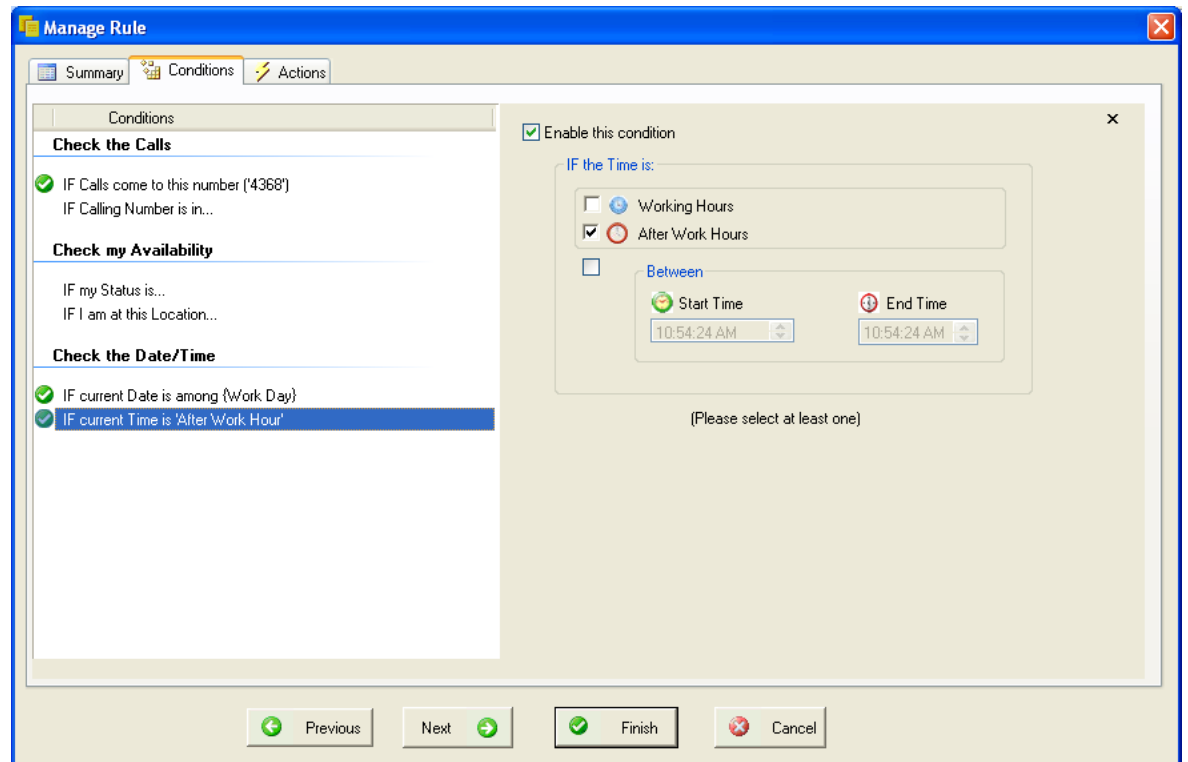 Manage Rule
Summary
Conditions
Actions
Conditions
Check the Calls
IF Calls come to this number ('4368')
IF Calling Number is in...
Check my Availability
IF my Status is...
IF I am at this Location...
Check the Date/Time
IF current Date is among {Work Day}
IF current Time is 'After Work Hour'
Enable this condition
IF the Time is:
Working Hours
After Work Hours
Between
Start Time
End Time
10:54:24 AM
10:54:24 AM
(Please select at least one)
Previous
Next
Finish
Cancel